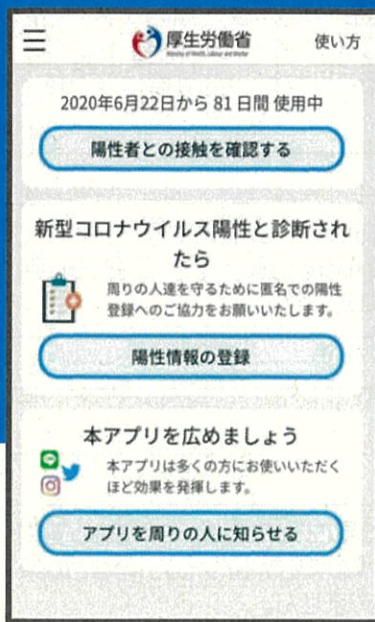 厚生労働省
Ministry of Health, Labour and Welfare
使い方
2020年6月22日から 81 日間 使用中
陽性者との接触を確認する
新型コロナウイルス陽性と診断され
たら
周りの人達を守るために匿名での陽性
登録へのご協力をお願いいたします。
陽性情報の登録
本アプリを広めましょう
本アプリは多くの方にお使いいただく
ほど効果を発揮します。
アプリを周りの人に知らせる